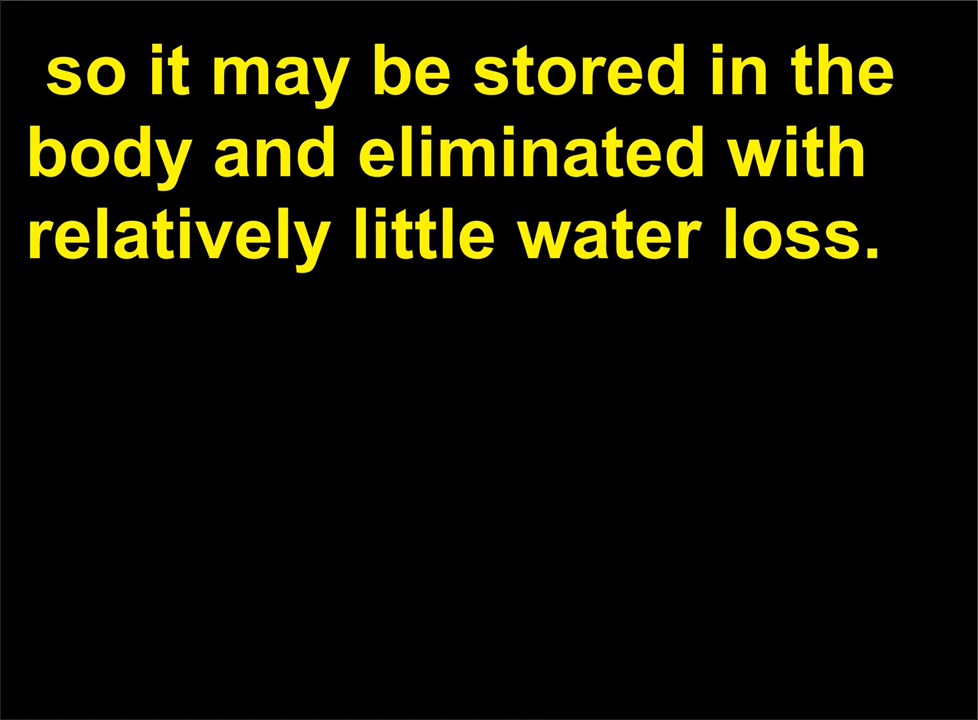 so it may be stored in the
body and eliminated with
relatively little water loss.